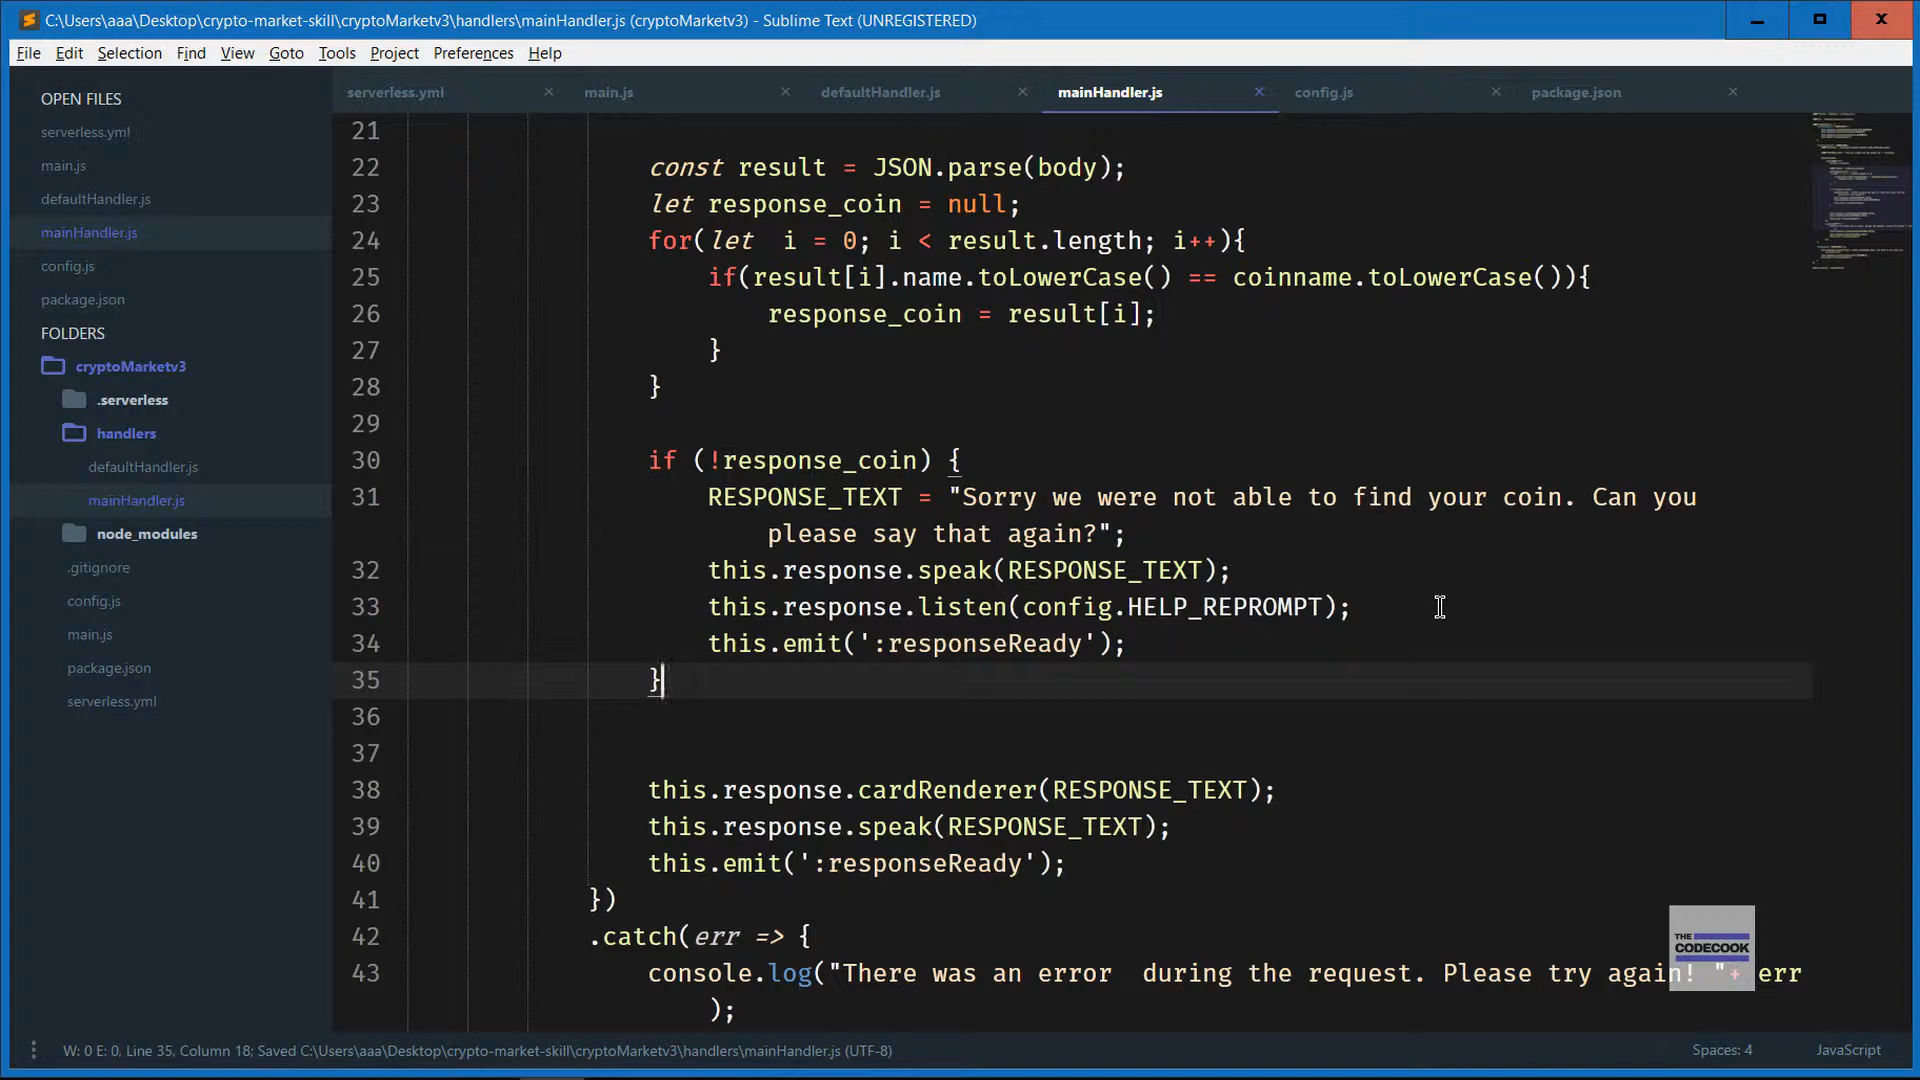 C:\Users\aaa\Desktop\crypto-market-skill\cryptoMarketv3\handlers\mainHandler.js (cryptoMarketv3) - Sublime Text (UNREGISTERED)
File Edit Selection Find View Goto Tools Project Preferences Help
OPEN FILES
serverless.yml
main.js
defaultHandler.js
mainHandler.js
config.js
package.json
FOLDERS
cryptoMarketv3
.serverless
handlers
defaultHandler.js
mainHandler.js
node_modules
.gitignore
config.js
main.js
package.json
serverless.yml
serverless.yml × main.js × defaultHandler.js × mainHandler.js × config.js × package.json ×
21
22 const result = JSON.parse(body);
23 let response_coin = null;
24 for(let  i = 0; i < result.length; i++){
25 if(result[i].name.toLowerCase() == coinname.toLowerCase()){
26 response_coin = result[i];
27 }
28 }
29
30 if (!response_coin) {
31 RESPONSE_TEXT = "Sorry we were not able to find your coin. Can you
please say that again?";
32 this.response.speak(RESPONSE_TEXT);
33 this.response.listen(config.HELP_REPROMPT);
34 this.emit(':responseReady');
35 }
36
37
38 this.response.cardRenderer(RESPONSE_TEXT);
39 this.response.speak(RESPONSE_TEXT);
40 this.emit(':responseReady');
41 })
42 .catch(err => {
43 console.log("There was an error  during the request. Please try again! "+ err
);
THE
CODECOOK
W: 0 E: 0, Line 35, Column 18; Saved C:\Users\aaa\Desktop\crypto-market-skill\cryptoMarketv3\handlers\mainHandler.js (UTF-8)
Spaces: 4
JavaScript